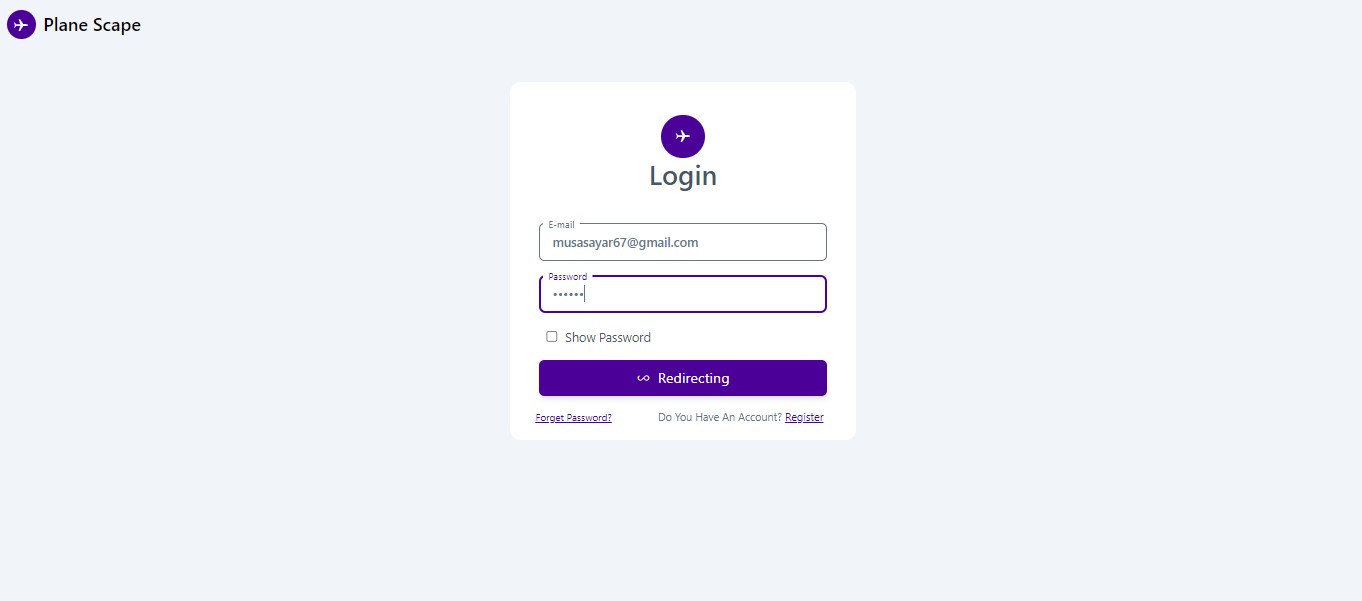 Plane Scape
Login
E-mail
musasayar67@gmail.com
Password
••••••
Show Password
Redirecting
Forget Password? Do You Have An Account? Register